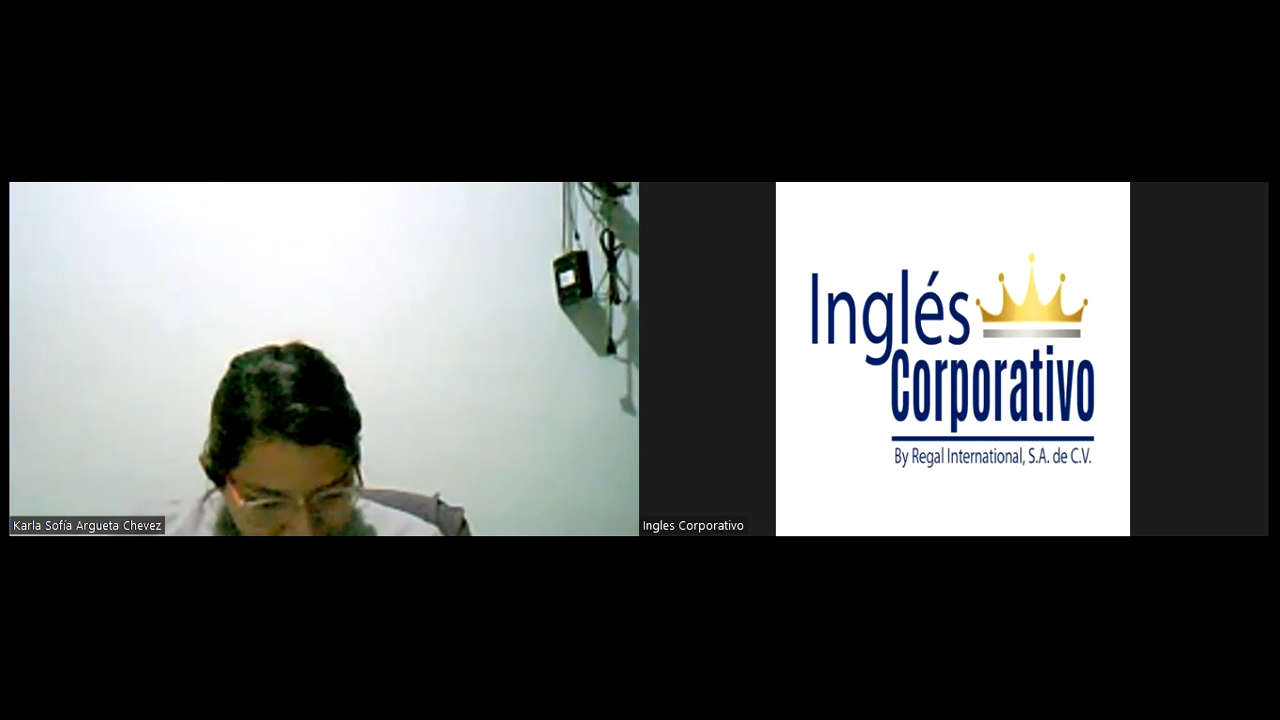 Inglés
Corporativo
By Regal International, S.A. de C.V.
Karla Sofía Argueta Chevez
Ingles Corporativo